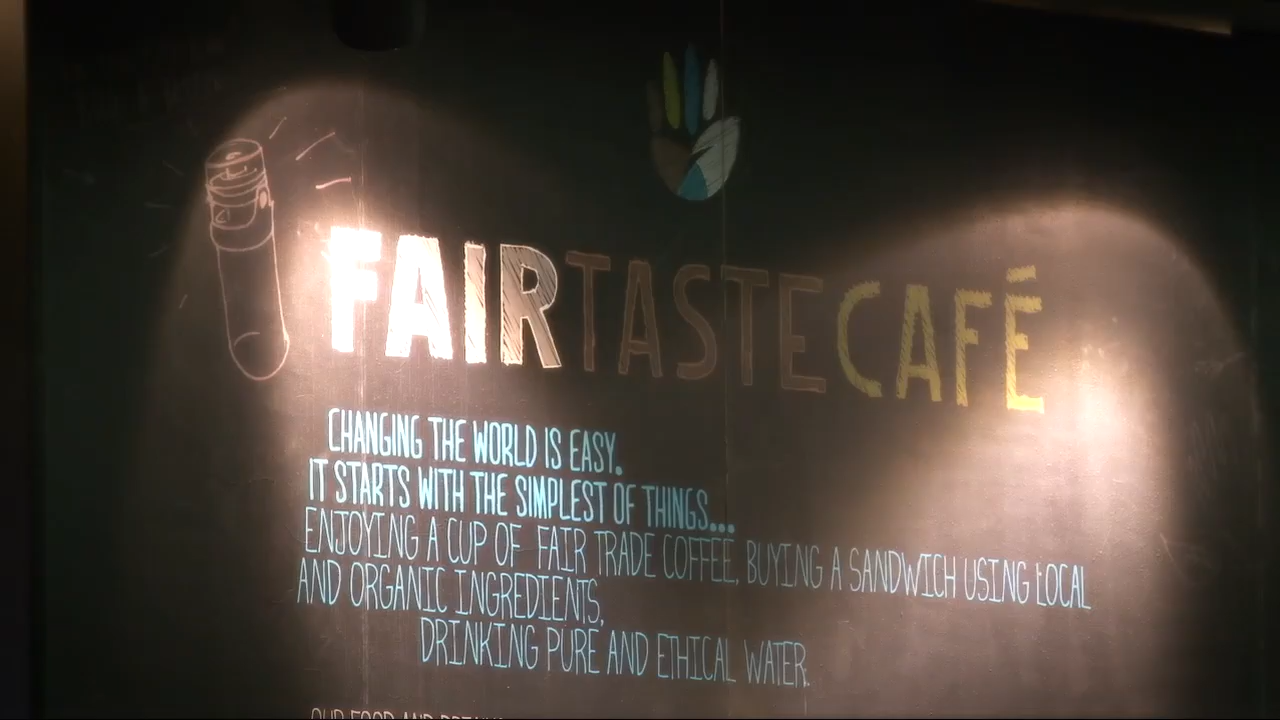 FAIRTASTECAFÉ
CHANGING THE WORLD IS EASY.
IT STARTS WITH THE SIMPLEST OF THINGS...
ENJOYING A CUP OF FAIR TRADE COFFEE, BUYING A SANDWICH USING LOCAL
AND ORGANIC INGREDIENTS,
DRINKING PURE AND ETHICAL WATER.
OUR FOOD AND